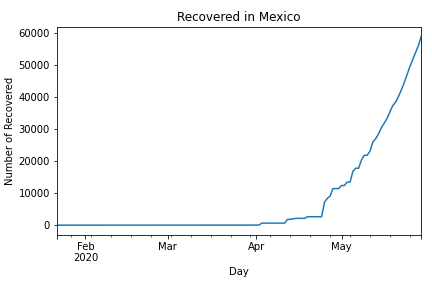 Recovered in Mexico
Number of Recovered
60000
50000
40000
30000
20000
10000
0
Feb
2020
Mar
Apr
May
Day